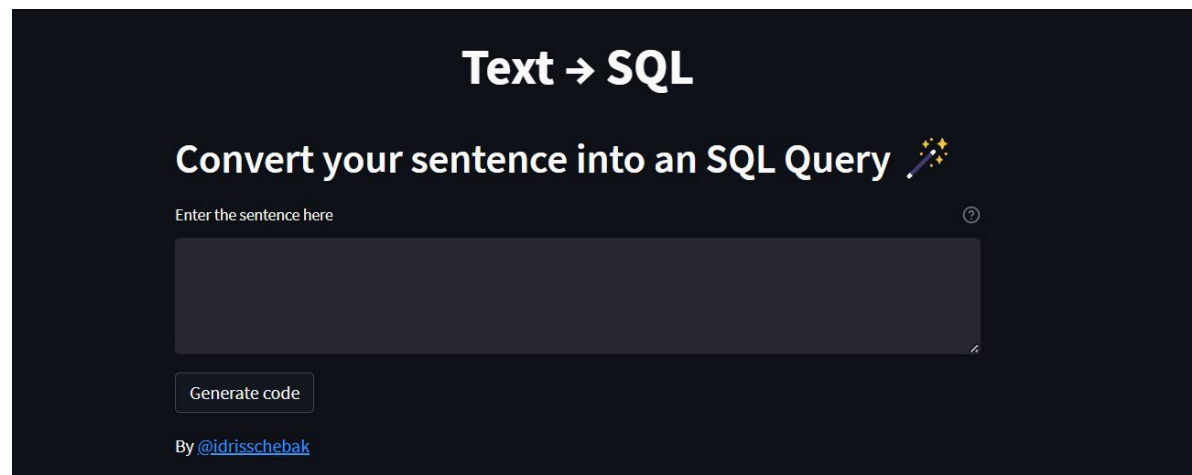 Text → SQL
Convert your sentence into an SQL Query 🪄
Enter the sentence here
Generate code
By @idrisschebak